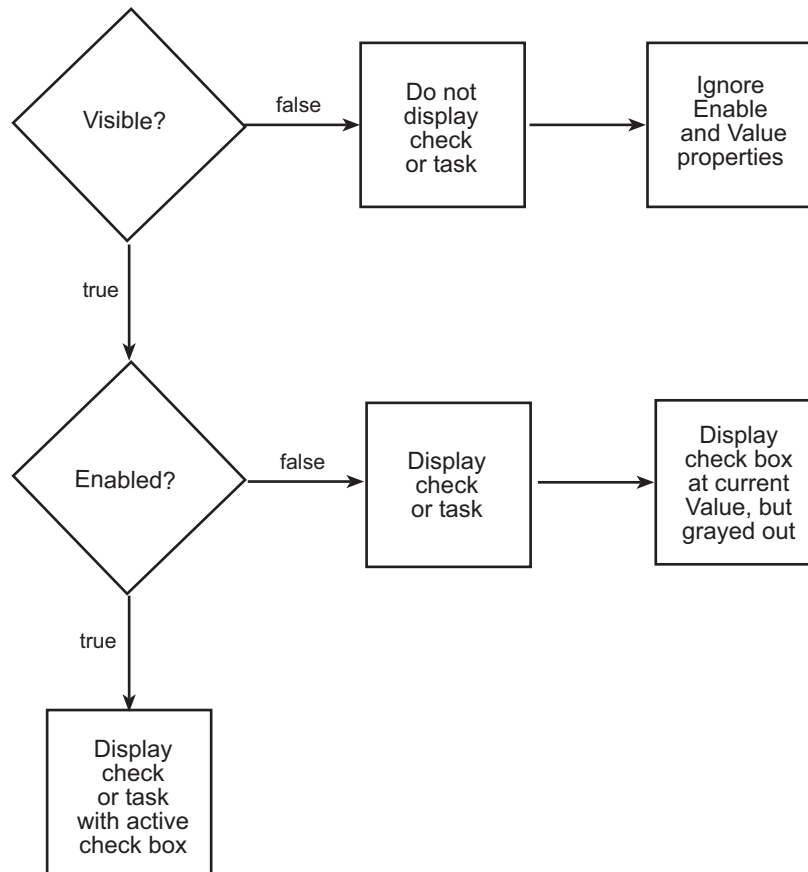 Visible?
false
Do not
display
check
or task
Ignore
Enable
and Value
properties
true
Enabled?
false
Display
check
or task
Display
check box
at current
Value, but
grayed out
true
Display
check
or task
with active
check box